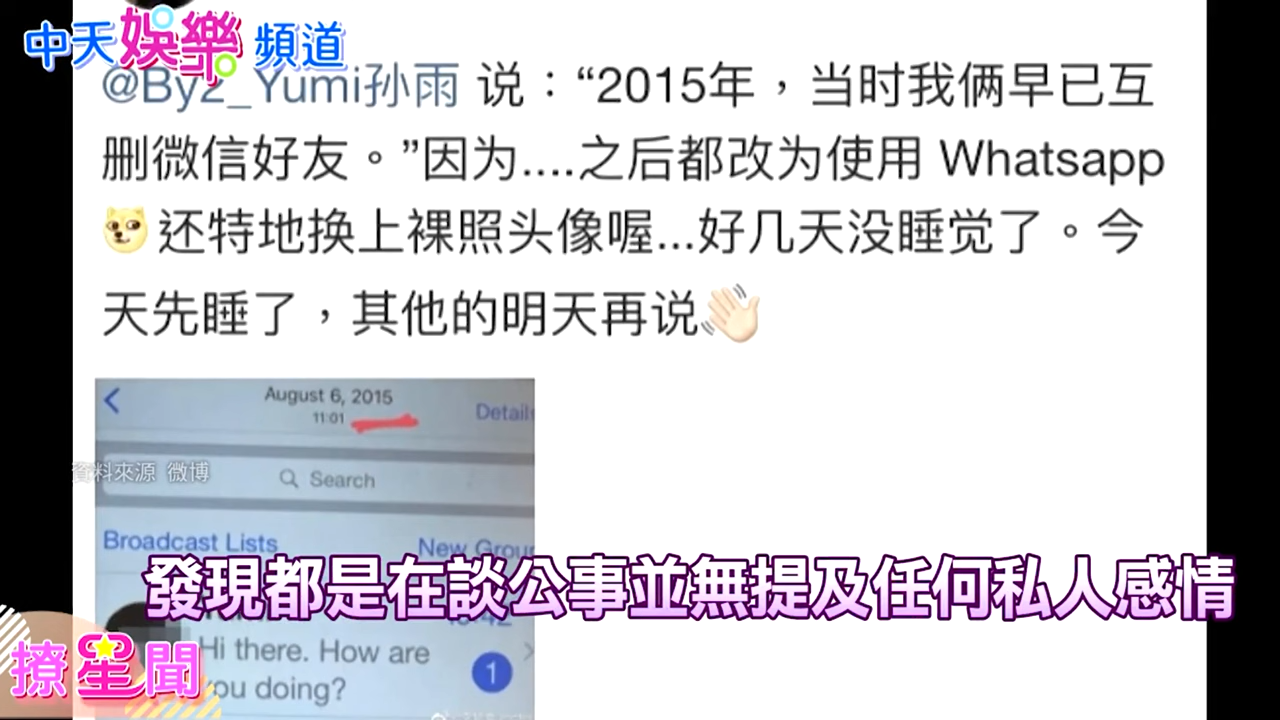 中天娛樂頻道
@By2_Yumi孙雨 说：“2015年，当时我俩早已互
删微信好友。”因为....之后都改为使用 Whatsapp
还特地换上裸照头像喔...好几天没睡觉了。今
天先睡了，其他的明天再说
August 6, 2015
11:01
Details
資料來源 微博
Search
Broadcast Lists
New Grou
發現都是在談公事並無提及任何私人感情
Hi there. How are
you doing?
1
撩星聞